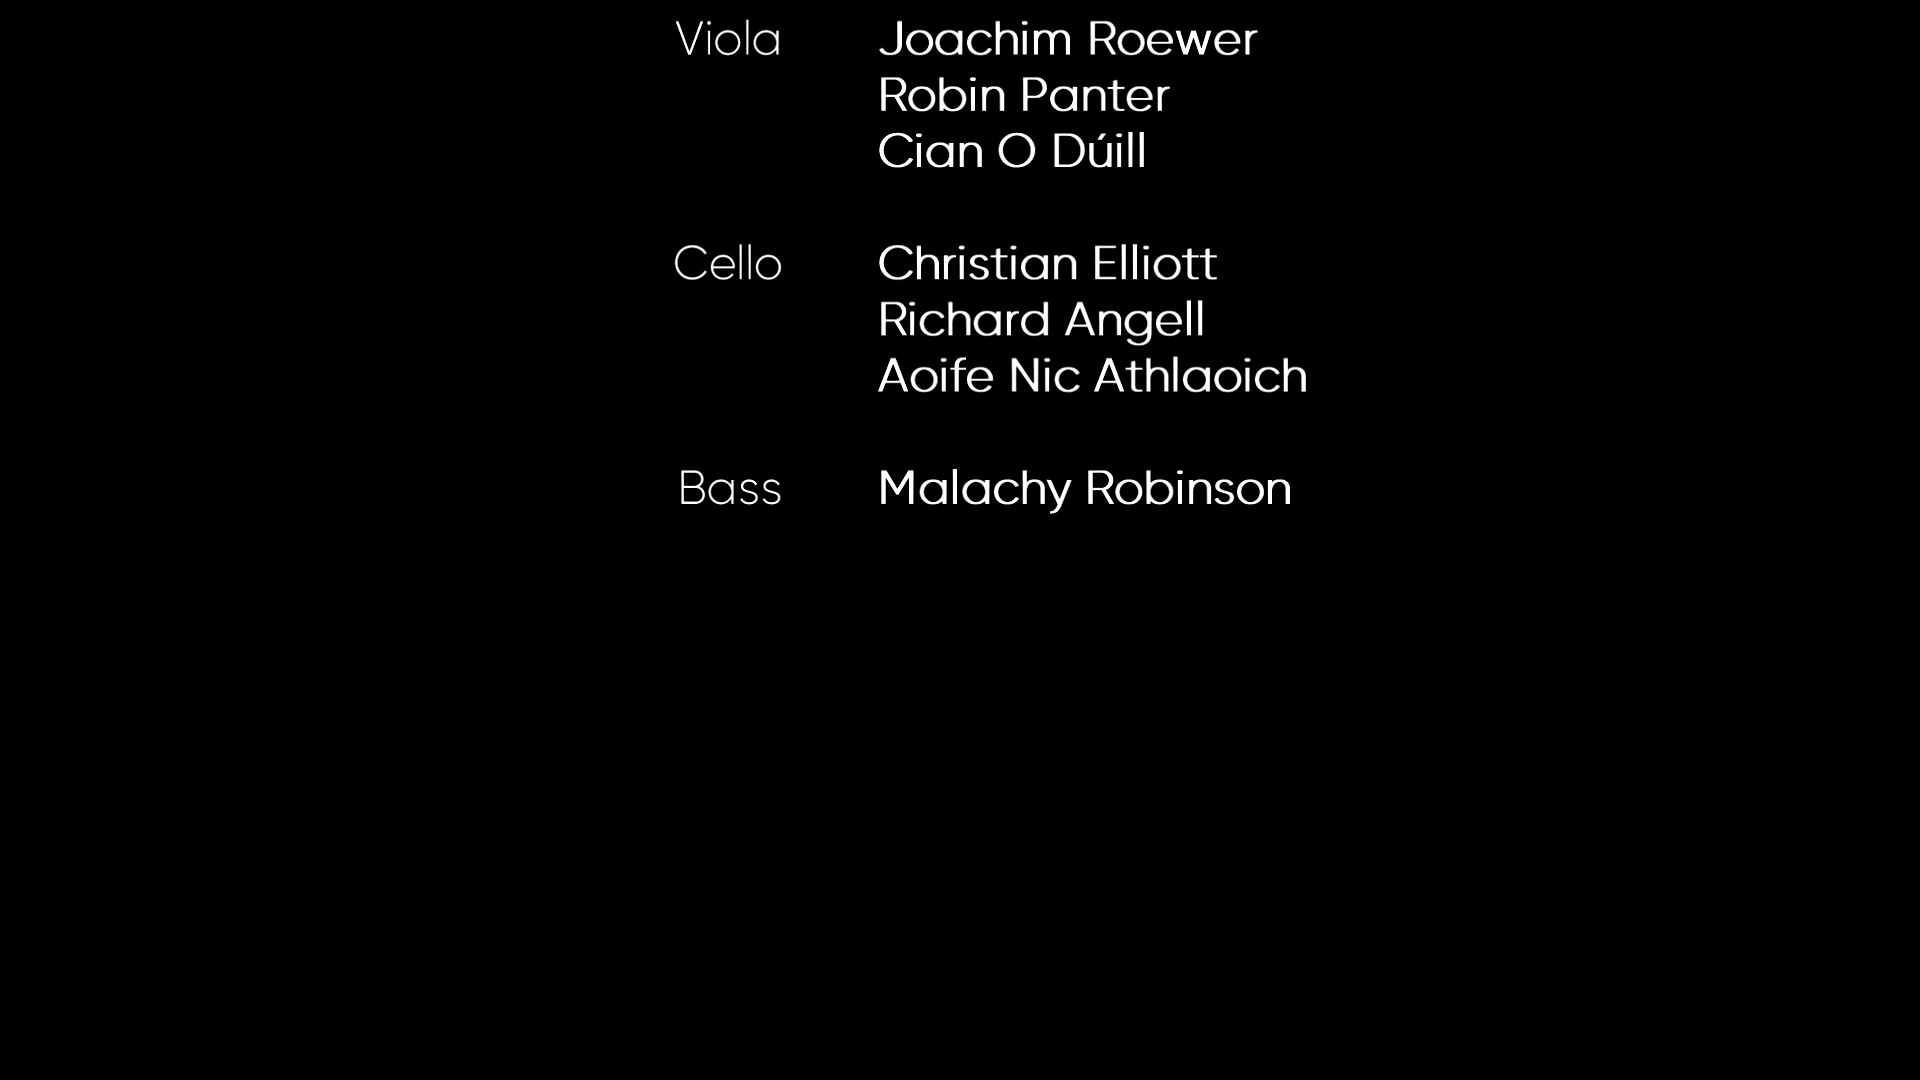 Viola Joachim Roewer
Robin Panter
Cian O Dúill
Cello Christian Elliott
Richard Angell
Aoife Nic Athlaoich
Bass Malachy Robinson